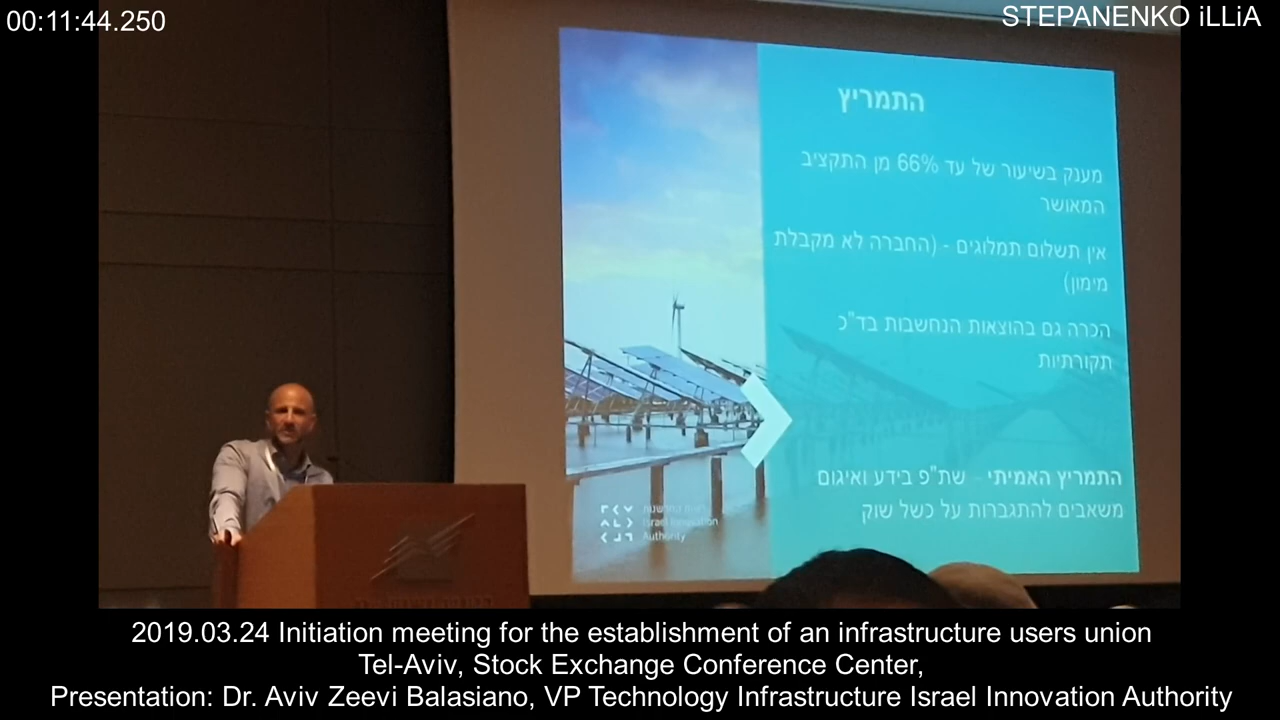 00:11:44.250
STEPANENKO iLLiA
התמריץ
מענק בשיעור של עד 66% מן התקציב
המאושר
אין תשלום תמלוגים - (החברה לא מקבלת
מימון)
הכרה גם בהוצאות הנחשבות בד"כ
תקורתיות
התמריץ האמיתי - שת"פ בידע ואיגום
משאבים להתגברות על כשל שוק
Israel Innovation
Authority
2019.03.24 Initiation meeting for the establishment of an infrastructure users union
Tel-Aviv, Stock Exchange Conference Center,
Presentation: Dr. Aviv Zeevi Balasiano, VP Technology Infrastructure Israel Innovation Authority